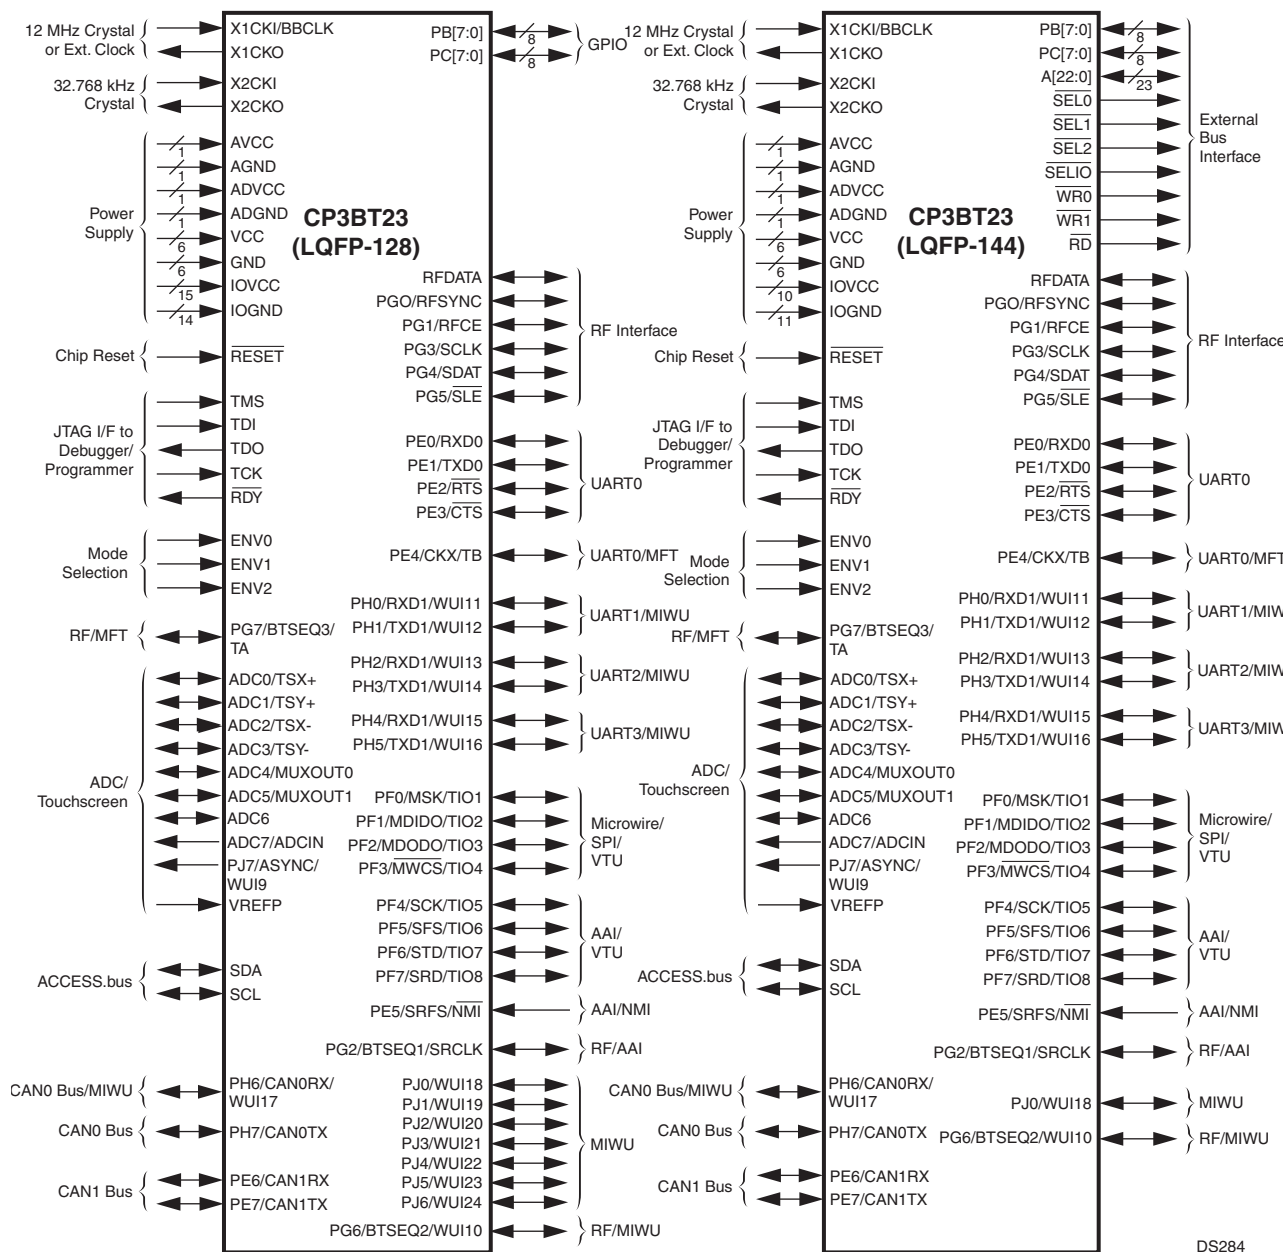 12 MHz Crystal
or Ext. Clock
X1CKI/BBCLK
X1CKO
32.768 kHz
Crystal
X2CKI
X2CKO
Power
Supply
1
AVCC
1
AGND
1
ADVCC
1
ADGND
6
VCC
6
GND
15
IOVCC
14
IOGND
Chip Reset
RESET
JTAG I/F to
Debugger/
Programmer
TMS
TDI
TDO
TCK
RDY
Mode
Selection
ENV0
ENV1
ENV2
RF/MFT
PG7/BTSEQ3/
TA
ADC/
Touchscreen
ADC0/TSX+
ADC1/TSY+
ADC2/TSX-
ADC3/TSY-
ADC4/MUXOUT0
ADC5/MUXOUT1
ADC6
ADC7/ADCIN
PJ7/ASYNC/
WUI9
VREFP
ACCESS.bus
SDA
SCL
CAN0 Bus/MIWU
PH6/CAN0RX/
WUI17
CAN0 Bus
PH7/CAN0TX
CAN1 Bus
PE6/CAN1RX
PE7/CAN1TX
CP3BT23
(LQFP-128)
PB[7:0]
8
PC[7:0]
8
GPIO
RFDATA
PGO/RFSYNC
PG1/RFCE
PG3/SCLK
PG4/SDAT
PG5/SLE
RF Interface
PE0/RXD0
PE1/TXD0
PE2/RTS
PE3/CTS
UART0
PE4/CKX/TB
UART0/MFT
PH0/RXD1/WUI11
PH1/TXD1/WUI12
UART1/MIWU
PH2/RXD1/WUI13
PH3/TXD1/WUI14
UART2/MIWU
PH4/RXD1/WUI15
PH5/TXD1/WUI16
UART3/MIWU
PF0/MSK/TIO1
PF1/MDIDO/TIO2
PF2/MDODO/TIO3
PF3/MWCS/TIO4
Microwire/
SPI/
VTU
PF4/SCK/TIO5
PF5/SFS/TIO6
PF6/STD/TIO7
PF7/SRD/TIO8
AAI/
VTU
PE5/SRFS/NMI
AAI/NMI
PG2/BTSEQ1/SRCLK
RF/AAI
PJ0/WUI18
PJ1/WUI19
PJ2/WUI20
PJ3/WUI21
PJ4/WUI22
PJ5/WUI23
PJ6/WUI24
MIWU
PG6/BTSEQ2/WUI10
RF/MIWU
12 MHz Crystal
or Ext. Clock
X1CKI/BBCLK
X1CKO
32.768 kHz
Crystal
X2CKI
X2CKO
Power
Supply
1
AVCC
1
AGND
1
ADVCC
1
ADGND
6
VCC
6
GND
10
IOVCC
11
IOGND
Chip Reset
RESET
JTAG I/F to
Debugger/
Programmer
TMS
TDI
TDO
TCK
RDY
Mode
Selection
ENV0
ENV1
ENV2
RF/MFT
PG7/BTSEQ3/
TA
ADC/
Touchscreen
ADC0/TSX+
ADC1/TSY+
ADC2/TSX-
ADC3/TSY-
ADC4/MUXOUT0
ADC5/MUXOUT1
ADC6
ADC7/ADCIN
PJ7/ASYNC/
WUI9
VREFP
ACCESS.bus
SDA
SCL
CAN0 Bus/MIWU
PH6/CAN0RX/
WUI17
CAN0 Bus
PH7/CAN0TX
CAN1 Bus
PE6/CAN1RX
PE7/CAN1TX
CP3BT23
(LQFP-144)
PB[7:0]
8
PC[7:0]
8
A[22:0]
23
SEL0
SEL1
SEL2
SELIO
WR0
WR1
RD
External
Bus
Interface
RFDATA
PGO/RFSYNC
PG1/RFCE
PG3/SCLK
PG4/SDAT
PG5/SLE
RF Interface
PE0/RXD0
PE1/TXD0
PE2/RTS
PE3/CTS
UART0
PE4/CKX/TB
UART0/MFT
PH0/RXD1/WUI11
PH1/TXD1/WUI12
UART1/MIW
PH2/RXD1/WUI13
PH3/TXD1/WUI14
UART2/MIW
PH4/RXD1/WUI15
PH5/TXD1/WUI16
UART3/MIW
PF0/MSK/TIO1
PF1/MDIDO/TIO2
PF2/MDODO/TIO3
PF3/MWCS/TIO4
Microwire/
SPI/
VTU
PF4/SCK/TIO5
PF5/SFS/TIO6
PF6/STD/TIO7
PF7/SRD/TIO8
AAI/
VTU
PE5/SRFS/NMI
AAI/NMI
PG2/BTSEQ1/SRCLK
RF/AAI
PJ0/WUI18
MIWU
PG6/BTSEQ2/WUI10
RF/MIWU
DS284